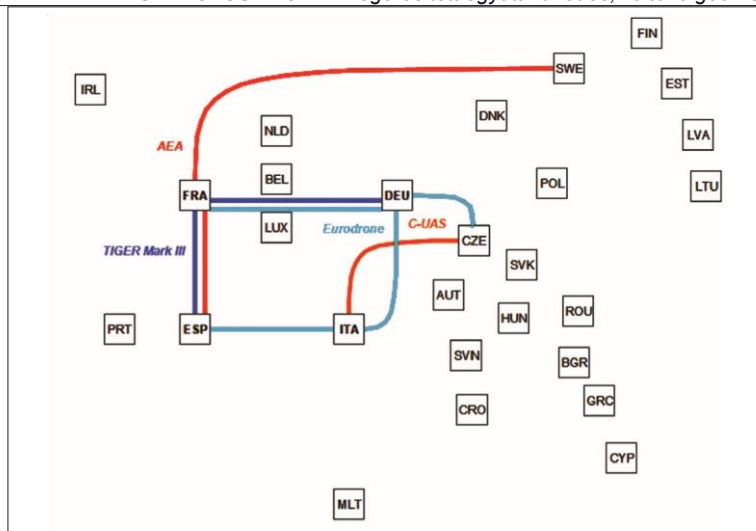 FIN
SWE
IRL
EST
DNK
NLD
LVA
AEA
BEL
POL
LTU
FRA
DEU
LUX
Eurodrone
C-UAS
CZE
TIGER Mark III
SVK
AUT
ROU
HUN
PRT
ESP
ITA
SVN
BGR
GRC
CRO
CYP
MLT